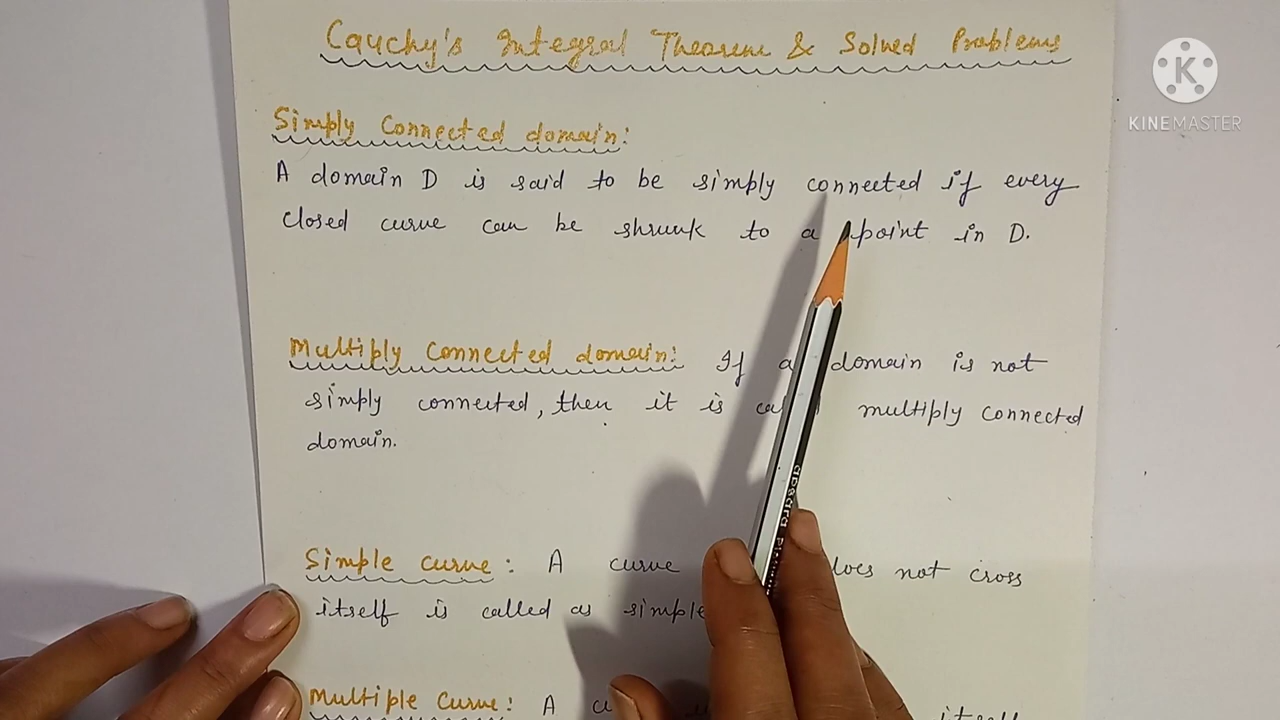 Cauchy's Integral Theorem & Solved Problems
KINEMASTER
Simply Connected domain:
A domain D is said to be simply connected if every
closed curve can be shrunk to a point in D.
Multiply Connected domain: If a domain is not
simply connected, then it is multiply connected
domain.
Simple curve: A curve does not cross
itself is called as simple
Multiple Curve: A itself
apsara